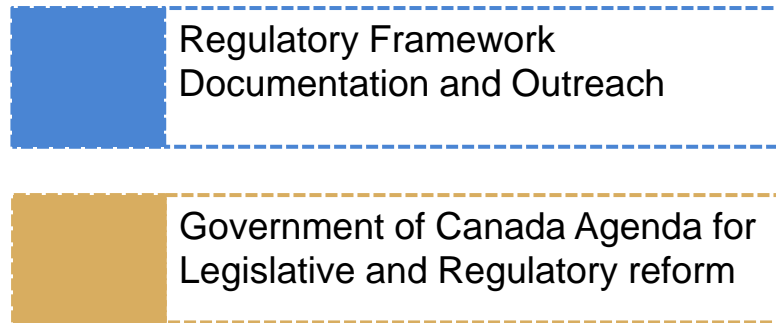 Regulatory Framework
Documentation and Outreach
Government of Canada Agenda for
Legislative and Regulatory reform